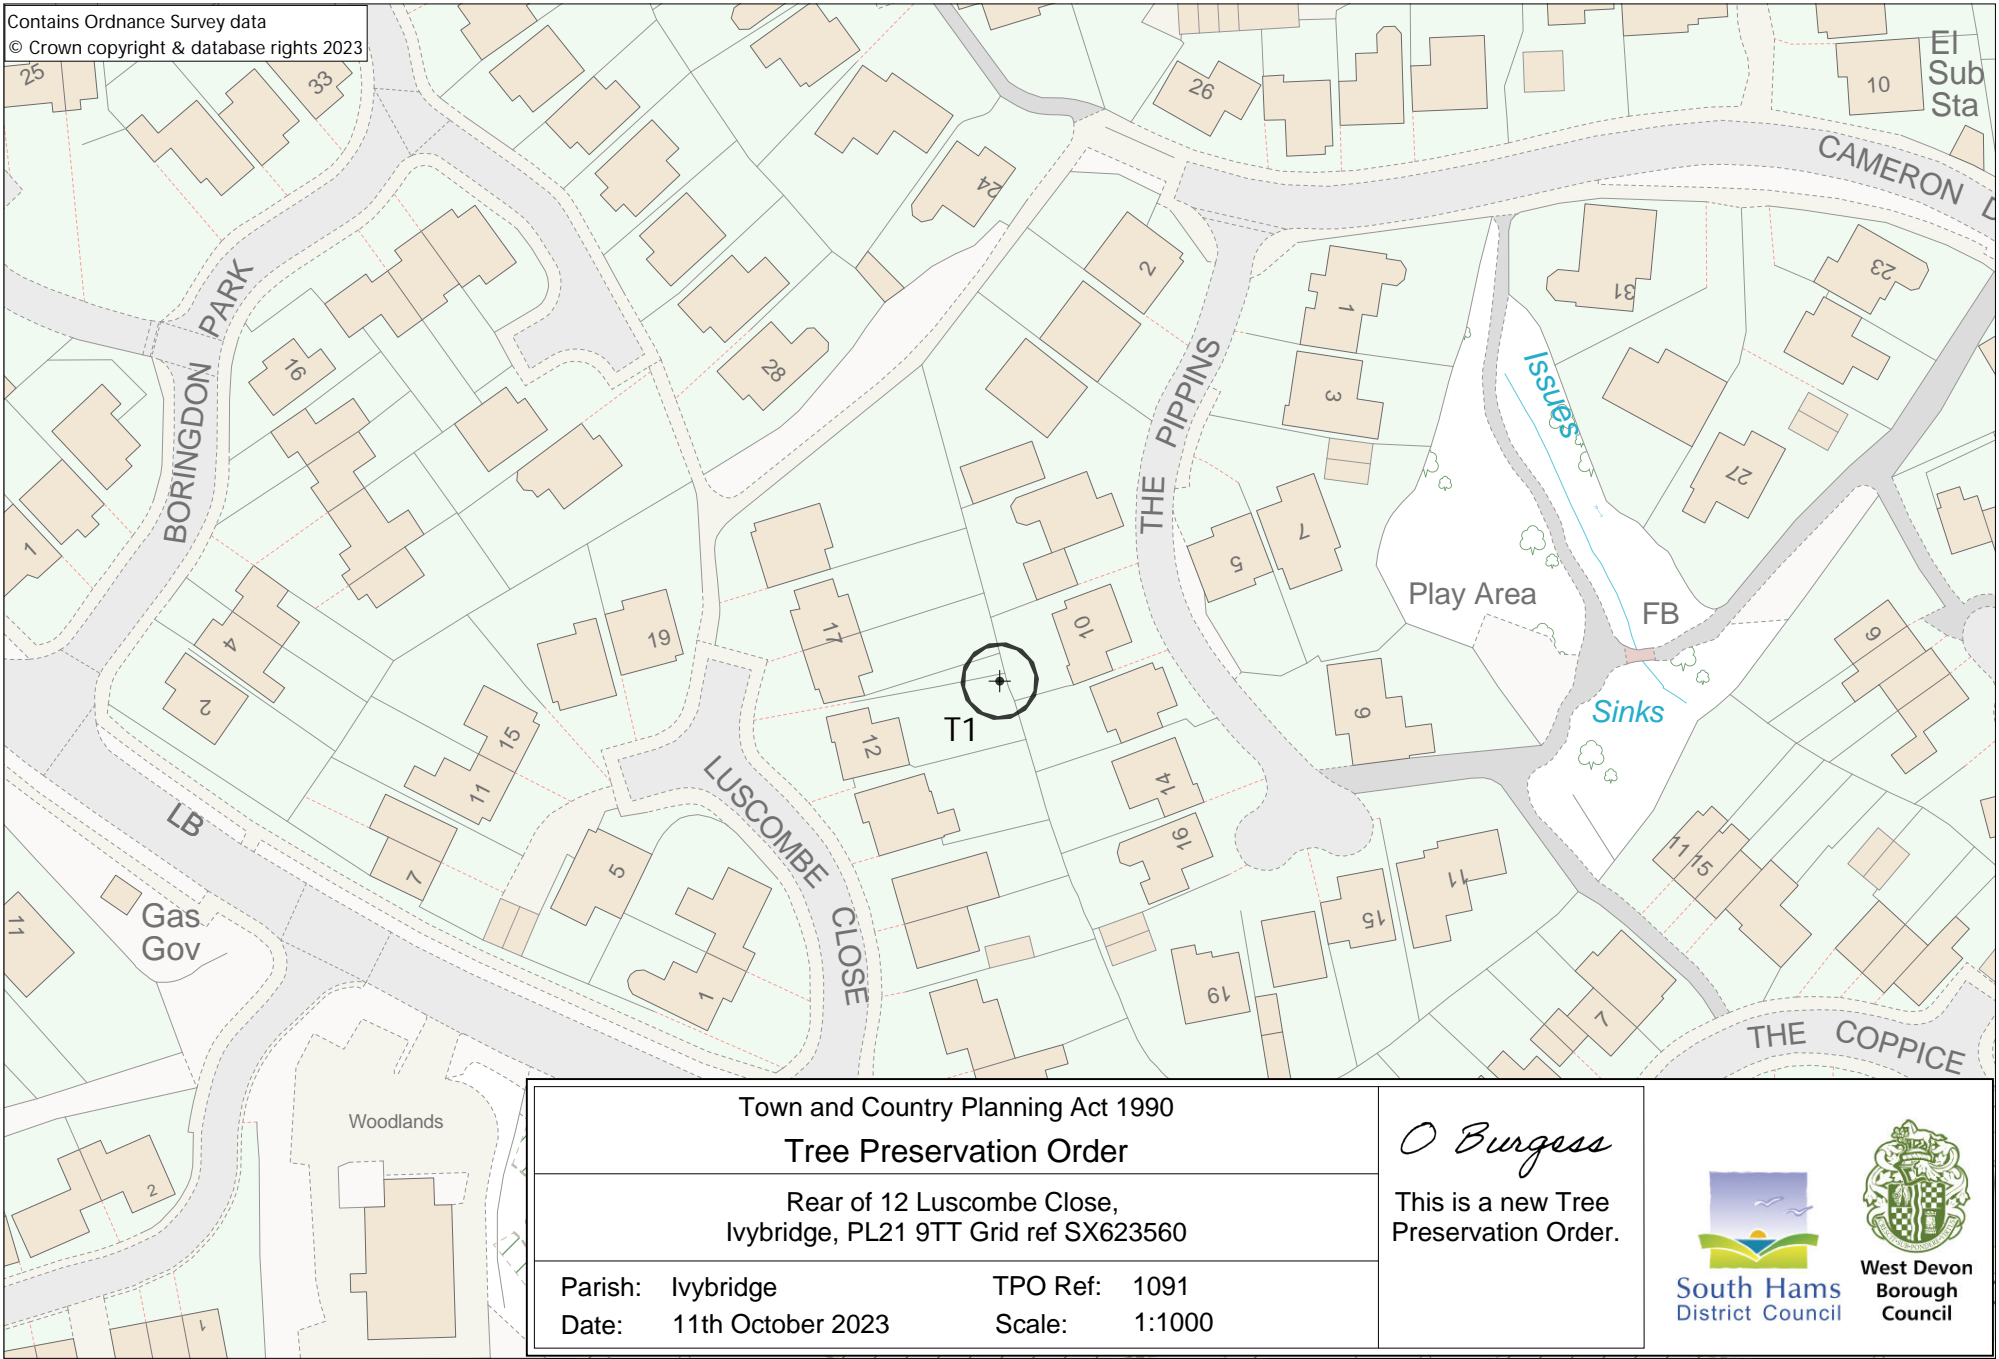 Contains Ordnance Survey data
© Crown copyright & database rights 2023
25
33
26
10
El
Sub
Sta
CAMERON D
24
2
1
31
23
BORINGDON PARK
16
28
THE PIPPINS
3
Issues
27
1
5
7
Play Area
FB
4
2
19
17
10
9
Sinks
6
T1
12
15
11
14
LUSCOMBE CLOSE
LB
16
7
5
11
15
11
15
11
Gas
Gov
1
19
7
THE COPPICE
Woodlands
2
1
Town and Country Planning Act 1990
Tree Preservation Order
Rear of 12 Luscombe Close,
Ivybridge, PL21 9TT Grid ref SX623560
Parish: Ivybridge TPO Ref: 1091
Date: 11th October 2023 Scale: 1:1000
O Burgess
This is a new Tree
Preservation Order.
South Hams
District Council
West Devon
Borough
Council